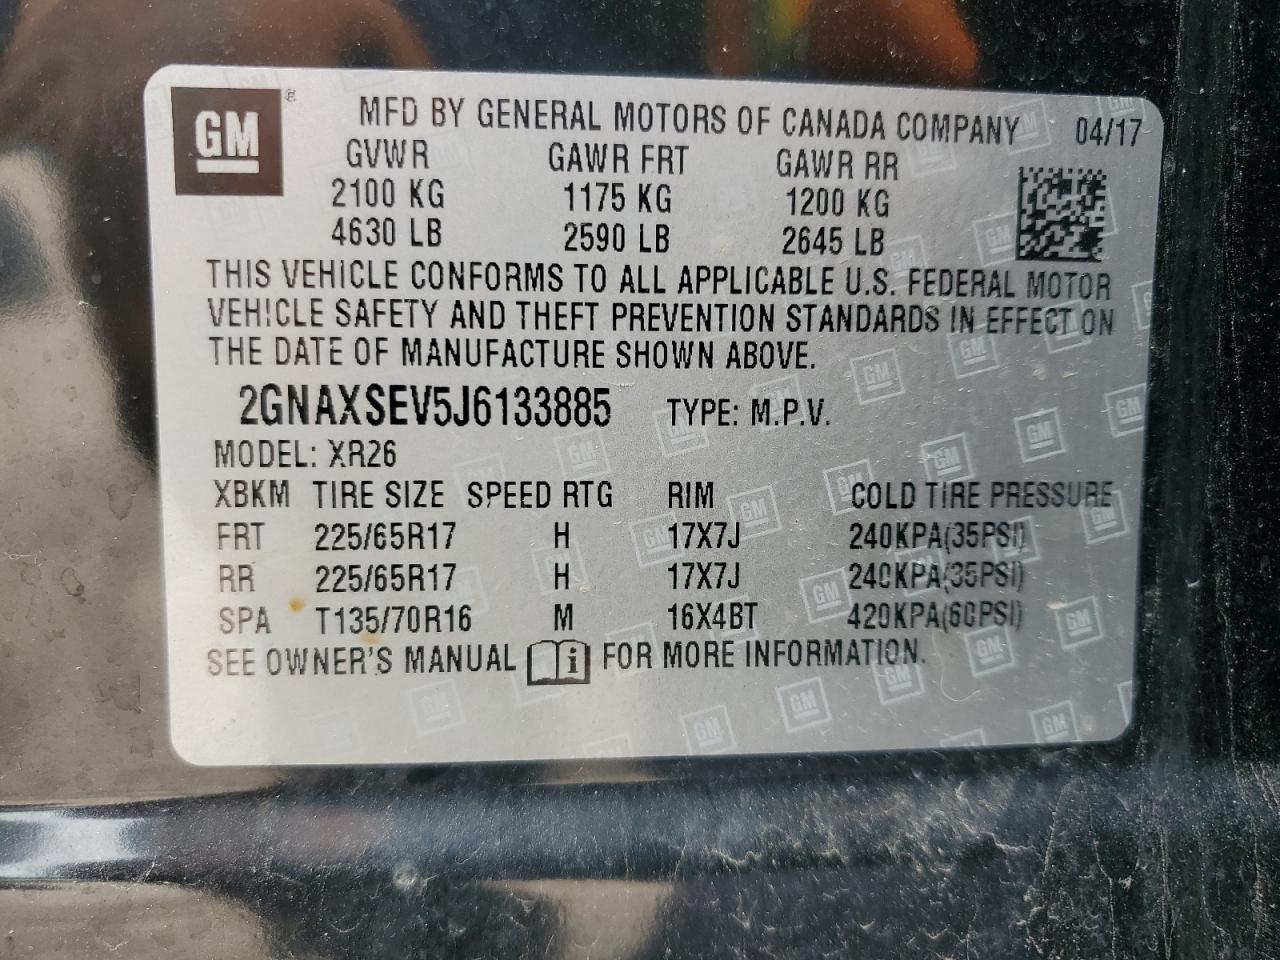 GM ® MFD BY GENERAL MOTORS OF CANADA COMPANY 04/17
GVWR GAWR FRT GAWR RR
2100 KG 1175 KG 1200 KG
4630 LB 2590 LB 2645 LB
THIS VEHICLE CONFORMS TO ALL APPLICABLE U.S. FEDERAL MOTOR
VEHICLE SAFETY AND THEFT PREVENTION STANDARDS IN EFFECT ON
THE DATE OF MANUFACTURE SHOWN ABOVE.
2GNAXSEV5J6133885 TYPE: M.P.V.
MODEL: XR26
XBKM TIRE SIZE SPEED RTG RIM COLD TIRE PRESSURE
FRT 225/65R17 H 17X7J 240KPA(35PSI)
RR 225/65R17 H 17X7J 240KPA(35PSI)
SPA T135/70R16 M 16X4BT 420KPA(60PSI)
SEE OWNER'S MANUAL FOR MORE INFORMATION.